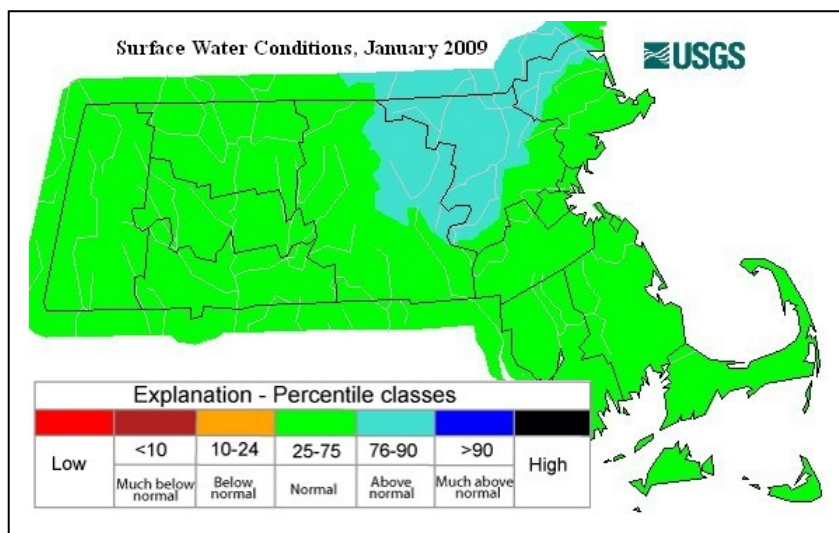 Surface Water Conditions, January 2009
USGS
Explanation - Percentile classes
<10 10-24 25-75 76-90 >90
Low High
Much below normal Below normal Normal Above normal Much above normal